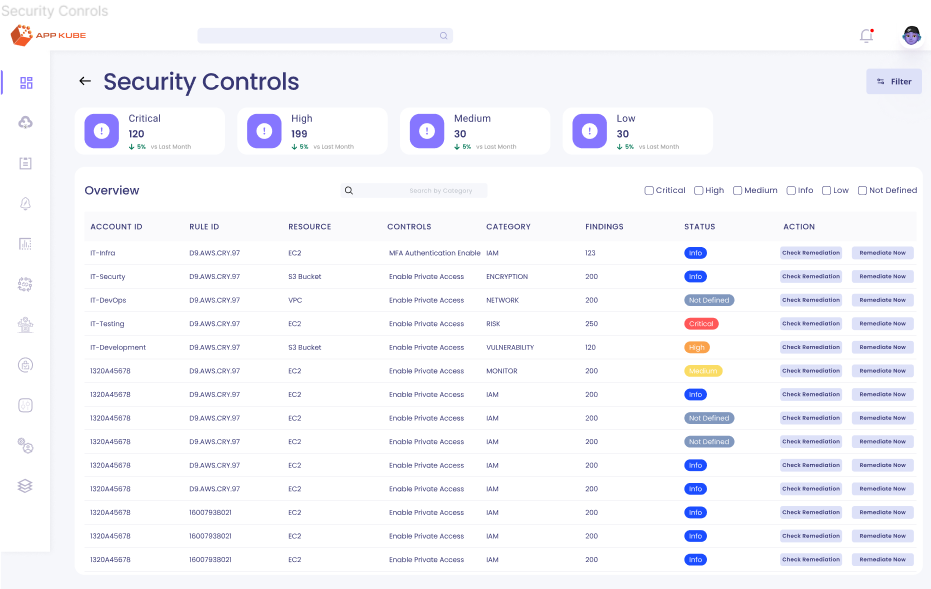 Security Conrols
APP KUBE
Security Controls
Filter
Critical
120
5% vs Last Month
High
199
5% vs Last Month
Medium
30
5% vs Last Month
Low
30
5% vs Last Month
Overview
Search by Category
Critical High Medium Info Low Not Defined
ACCOUNT ID RULE ID RESOURCE CONTROLS CATEGORY FINDINGS STATUS ACTION
IT-Infra D9.AWS.CRY.97 EC2 MFA Authentication Enable IAM 123 Info Check Remediation Remediate Now
IT-Securty D9.AWS.CRY.97 S3 Bucket Enable Private Access ENCRYPTION 200 Info Check Remediation Remediate Now
IT-DevOps D9.AWS.CRY.97 VPC Enable Private Access NETWORK 200 Not Defined Check Remediation Remediate Now
IT-Testing D9.AWS.CRY.97 EC2 Enable Private Access RISK 250 Critical Check Remediation Remediate Now
IT-Development D9.AWS.CRY.97 S3 Bucket Enable Private Access VULNERABILITY 120 High Check Remediation Remediate Now
1320A45678 D9.AWS.CRY.97 EC2 Enable Private Access MONITOR 200 Medium Check Remediation Remediate Now
1320A45678 D9.AWS.CRY.97 EC2 Enable Private Access IAM 200 Info Check Remediation Remediate Now
1320A45678 D9.AWS.CRY.97 EC2 Enable Private Access IAM 200 Not Defined Check Remediation Remediate Now
1320A45678 D9.AWS.CRY.97 EC2 Enable Private Access IAM 200 Not Defined Check Remediation Remediate Now
1320A45678 D9.AWS.CRY.97 EC2 Enable Private Access IAM 200 Info Check Remediation Remediate Now
1320A45678 D9.AWS.CRY.97 EC2 Enable Private Access IAM 200 Info Check Remediation Remediate Now
1320A45678 16007938021 EC2 Enable Private Access IAM 200 Info Check Remediation Remediate Now
1320A45678 16007938021 EC2 Enable Private Access IAM 200 Info Check Remediation Remediate Now
1320A45678 16007938021 EC2 Enable Private Access IAM 200 Info Check Remediation Remediate Now